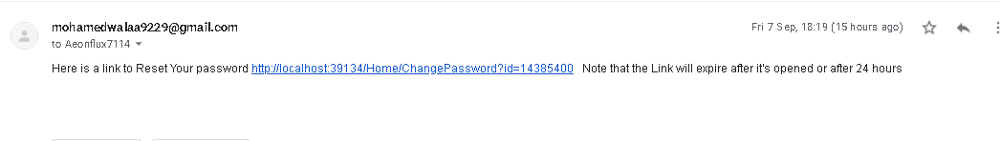 mohamedwalaa9229@gmail.com
Fri 7 Sep, 18:19 (15 hours ago)
to Aeonflux7114
Here is a link to Reset Your password http://localhost:39134/Home/ChangePassword?id=14385400 Note that the Link will expire after it's opened or after 24 hours